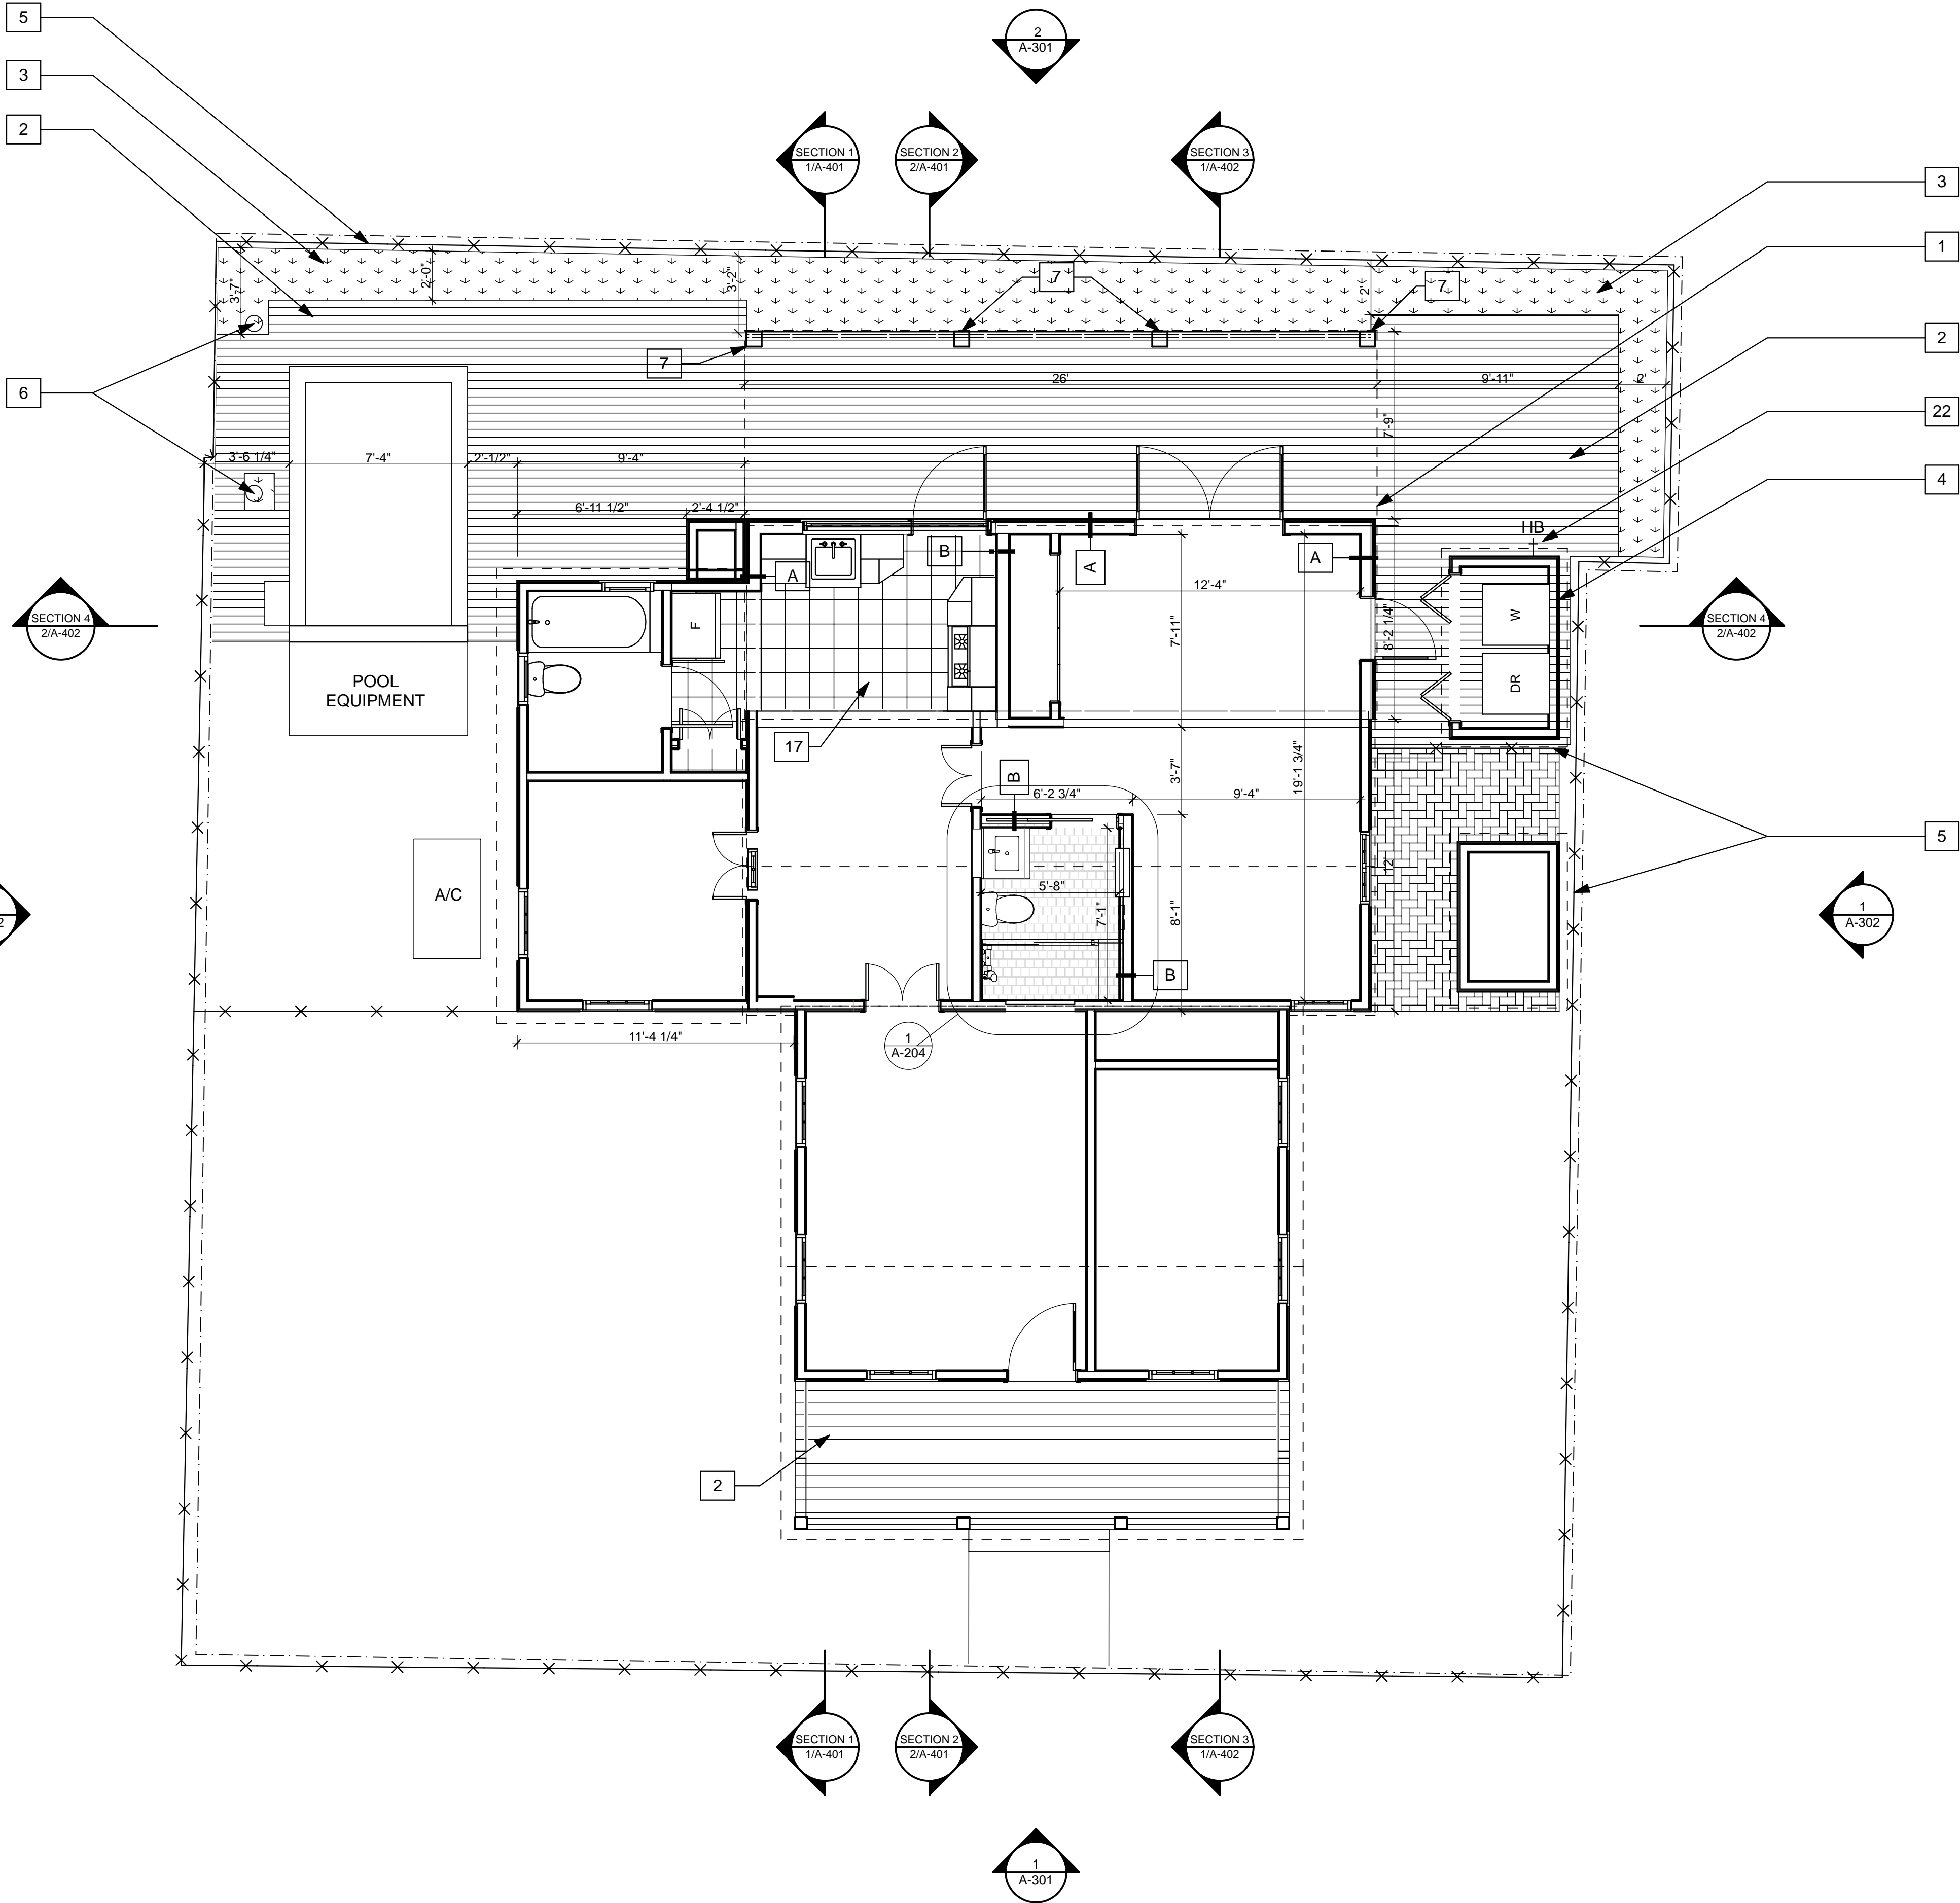 5
2
A-301
3
2
SECTION 1
1/A-401
SECTION 2
2/A-401
SECTION 3
1/A-402
3
1
3'-7"
2'-0"
3'-2"
7
2'
7
2
7
6
26'
9'-11"
2'
22
7'-9"
3'-6 1/4"
7'-4"
2'-1/2"
9'-4"
4
6'-11 1/2"
2'-4 1/2"
HB
B
A
A
A
12'-4"
SECTION 4
2/A-402
F
7'-11"
8'-2 1/4"
W
SECTION 4
2/A-402
POOL
EQUIPMENT
DR
17
3'-7"
19'-1 3/4"
B
6'-2 3/4"
9'-4"
5
12'
A/C
5'-8"
7'-1"
8'-1"
1
A-302
2
B
11'-4 1/4"
1
A-204
2
SECTION 1
1/A-401
SECTION 2
2/A-401
SECTION 3
1/A-402
1
A-301